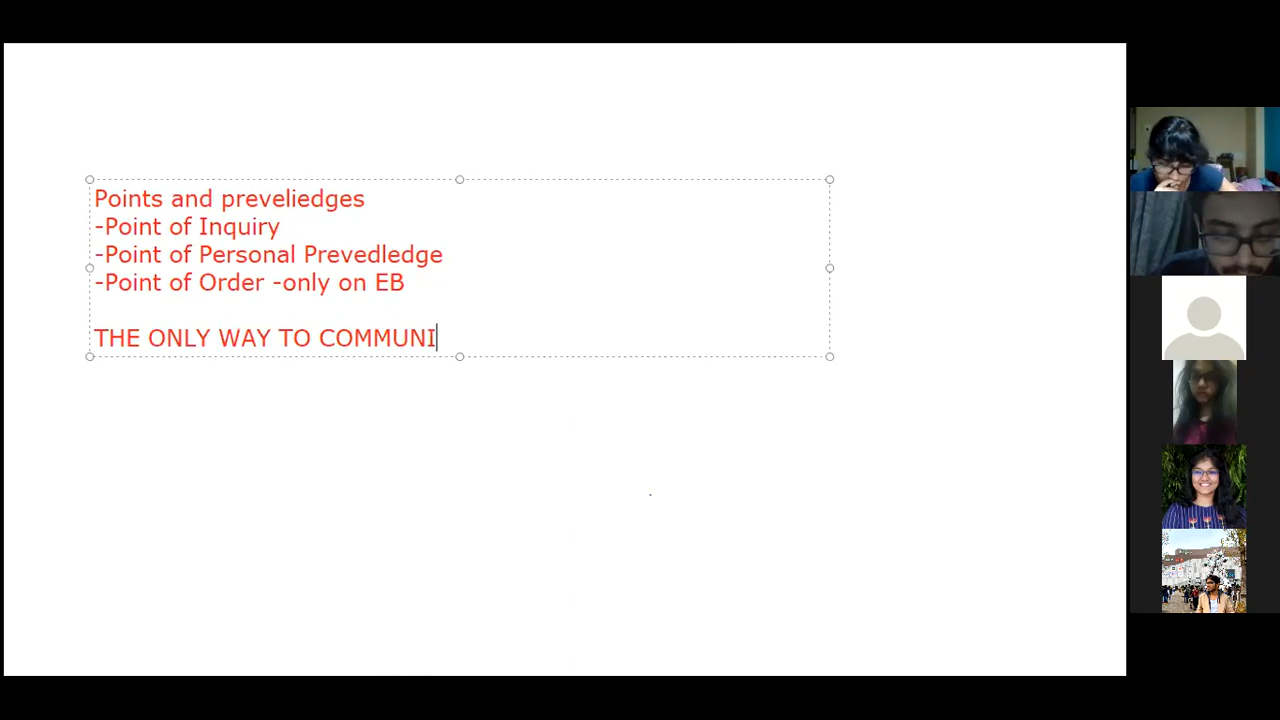 Points and preveliedges
-Point of Inquiry
-Point of Personal Prevedledge
-Point of Order -only on EB
THE ONLY WAY TO COMMUNI